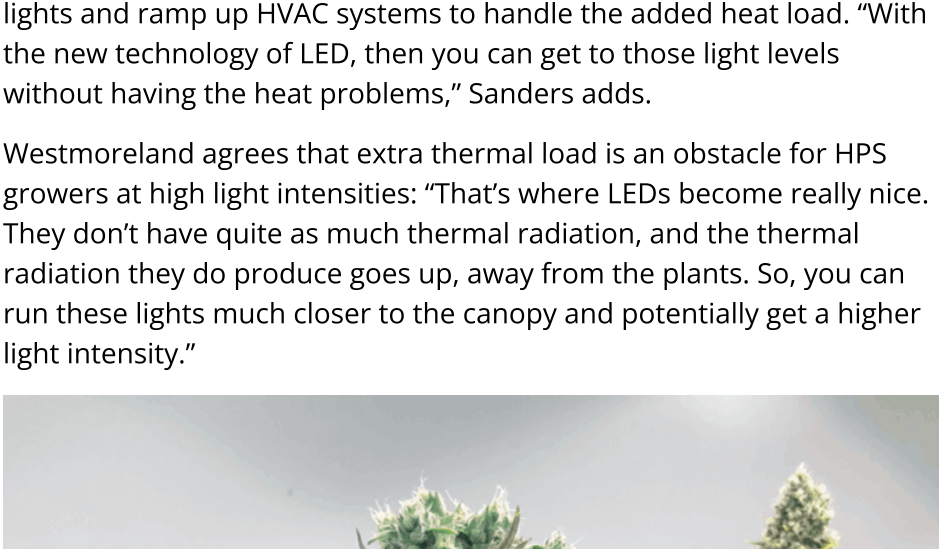 lights and ramp up HVAC systems to handle the added heat load. “With
the new technology of LED, then you can get to those light levels
without having the heat problems,” Sanders adds.
Westmoreland agrees that extra thermal load is an obstacle for HPS
growers at high light intensities: “That’s where LEDs become really nice.
They don’t have quite as much thermal radiation, and the thermal
radiation they do produce goes up, away from the plants. So, you can
run these lights much closer to the canopy and potentially get a higher
light intensity.”